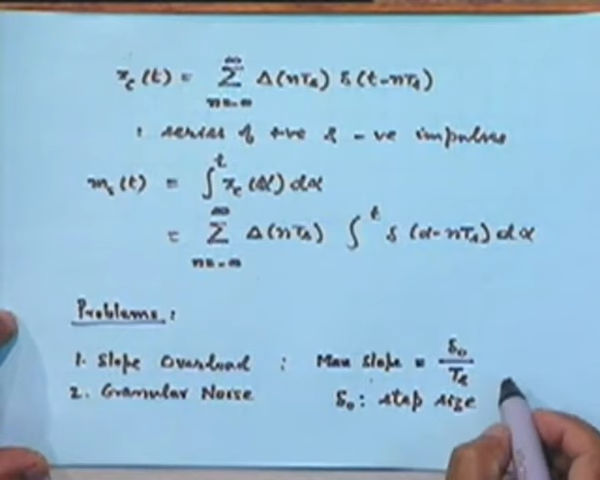 x_c(t) = Σ_{n=-∞}^{∞} Δ(nT_s) δ(t-nT_s)
: series of +ve & -ve impulses
m_s(t) = ∫^t x_c(α) dα
= Σ_{n=-∞}^{∞} Δ(nT_s) ∫^t δ(α-nT_s) dα
Problems:
1. Slope Overload : Max slope = δ_0/T_s
2. Granular Noise δ_0: step size